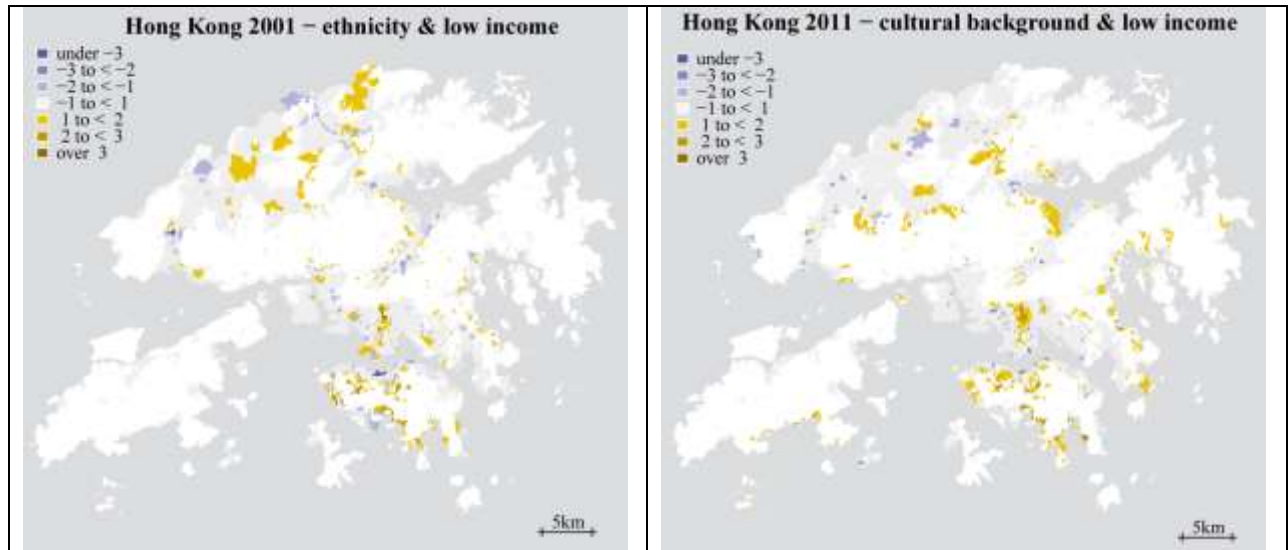 Hong Kong 2001 − ethnicity & low income
under −3
−3 to < −2
−2 to < −1
−1 to < 1
1 to < 2
2 to < 3
over 3
5km
Hong Kong 2011 − cultural background & low income
under −3
−3 to < −2
−2 to < −1
−1 to < 1
1 to < 2
2 to < 3
over 3
5km